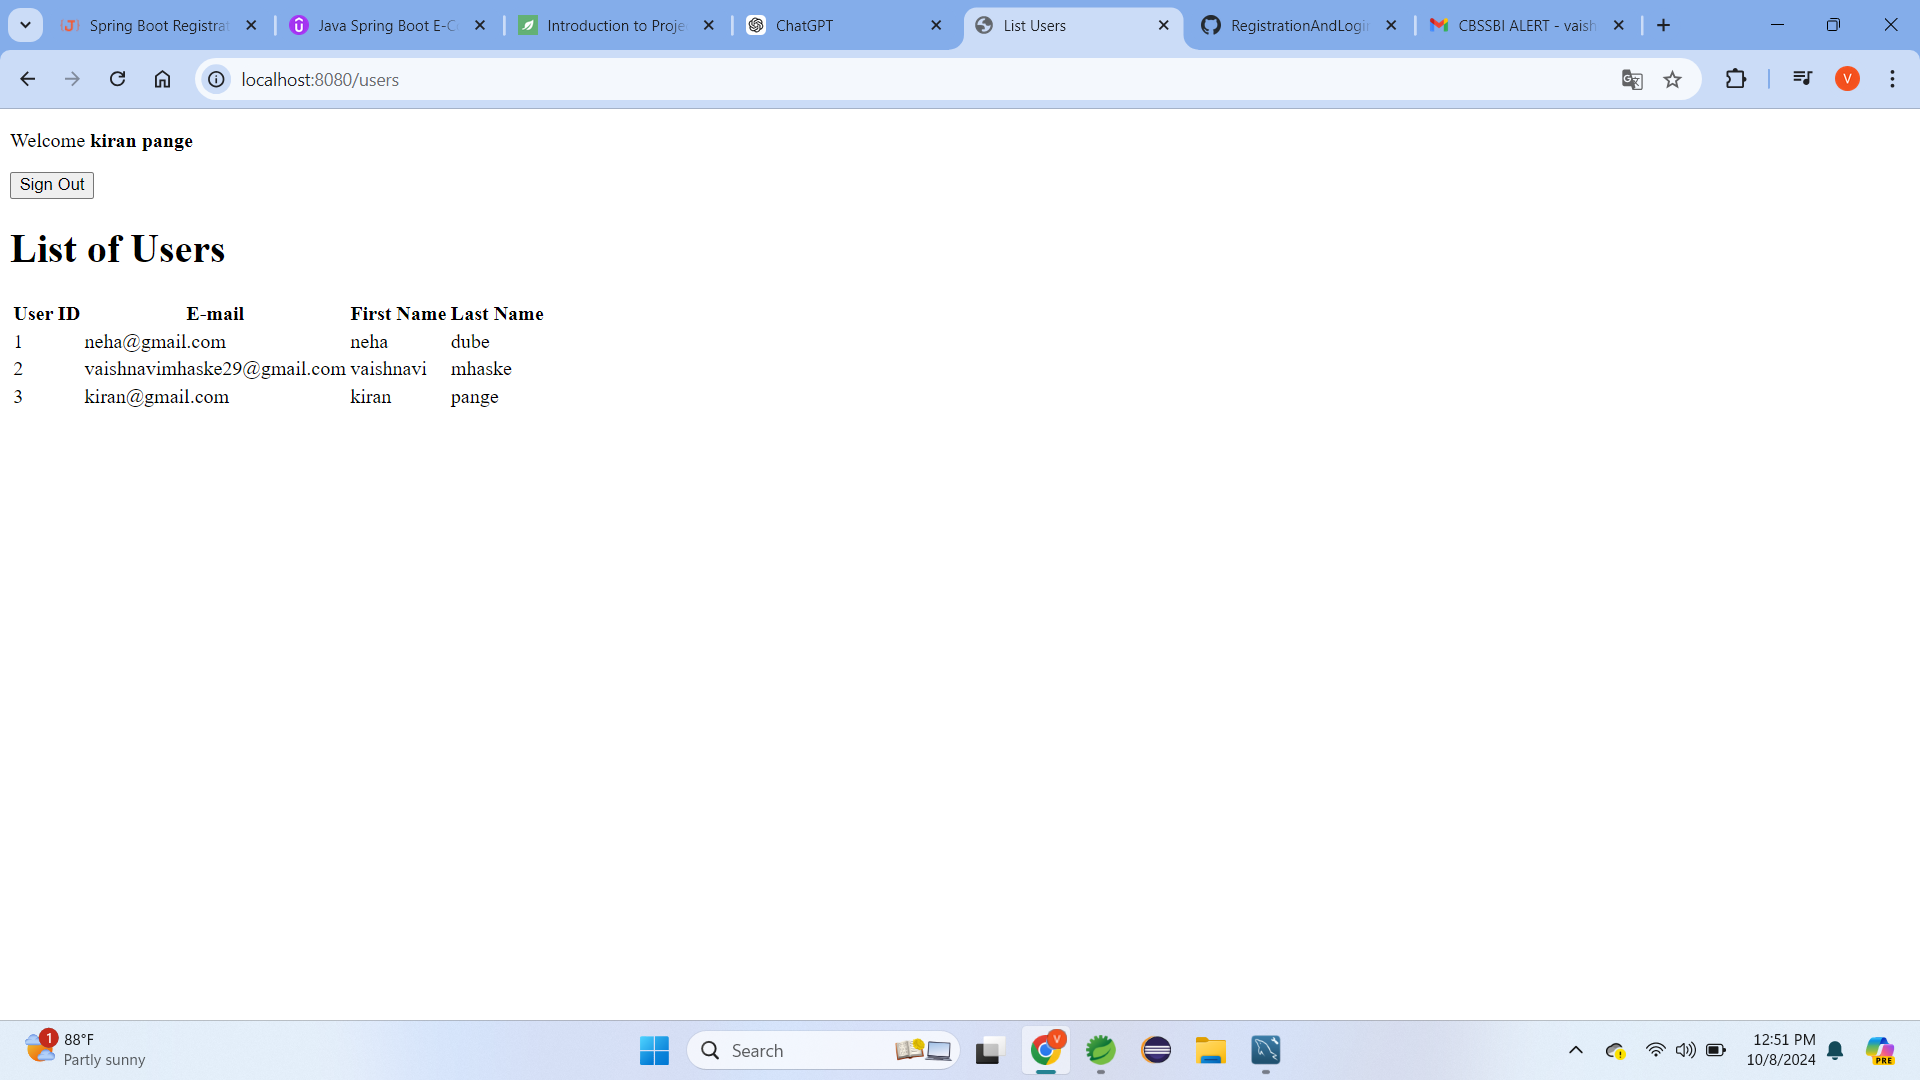 Spring Boot Registrat
Java Spring Boot E-C
Introduction to Proje
ChatGPT
List Users
RegistrationAndLogi
CBSSBI ALERT - vaish
localhost:8080/users
V
Welcome kiran pange
Sign Out
List of Users
User ID E-mail First Name Last Name
1 neha@gmail.com neha dube
2 vaishnavimhaske29@gmail.com vaishnavi mhaske
3 kiran@gmail.com kiran pange
1
88°F
Partly sunny
Search
V
12:51 PM
10/8/2024
PRE